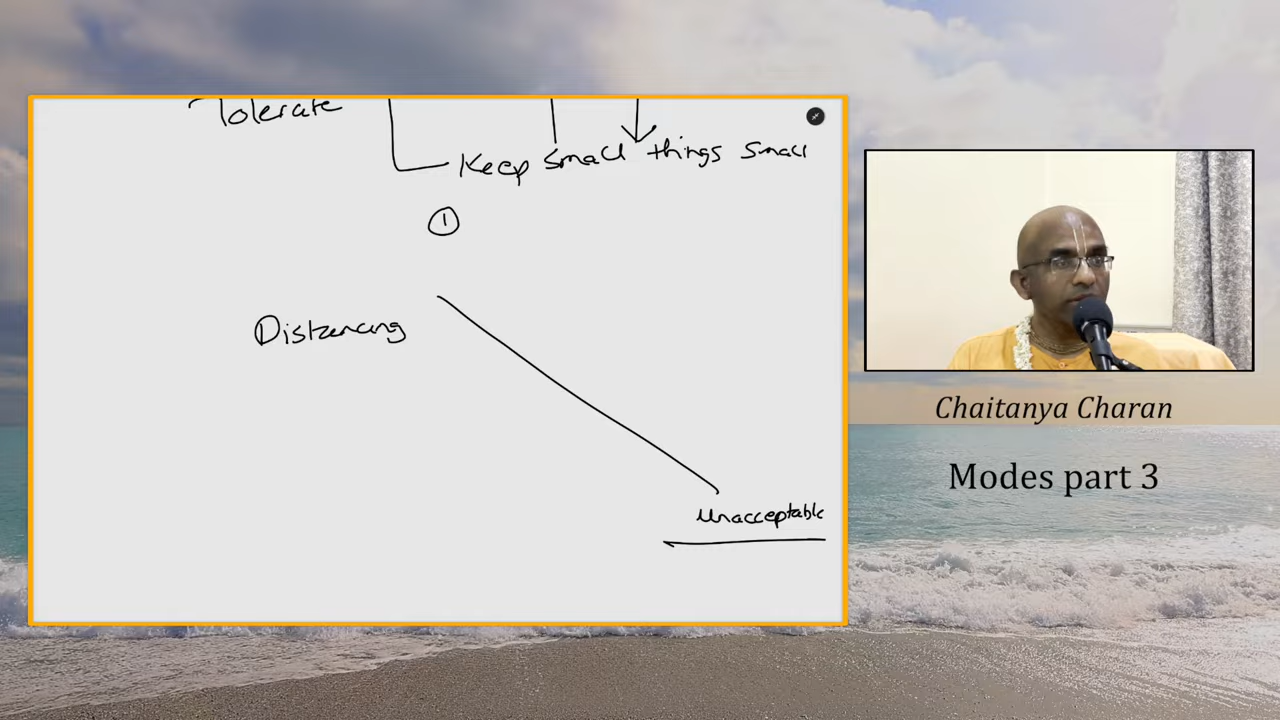 Tolerate
Keep small things small
1
Distancing
Unacceptable
Chaitanya Charan
Modes part 3